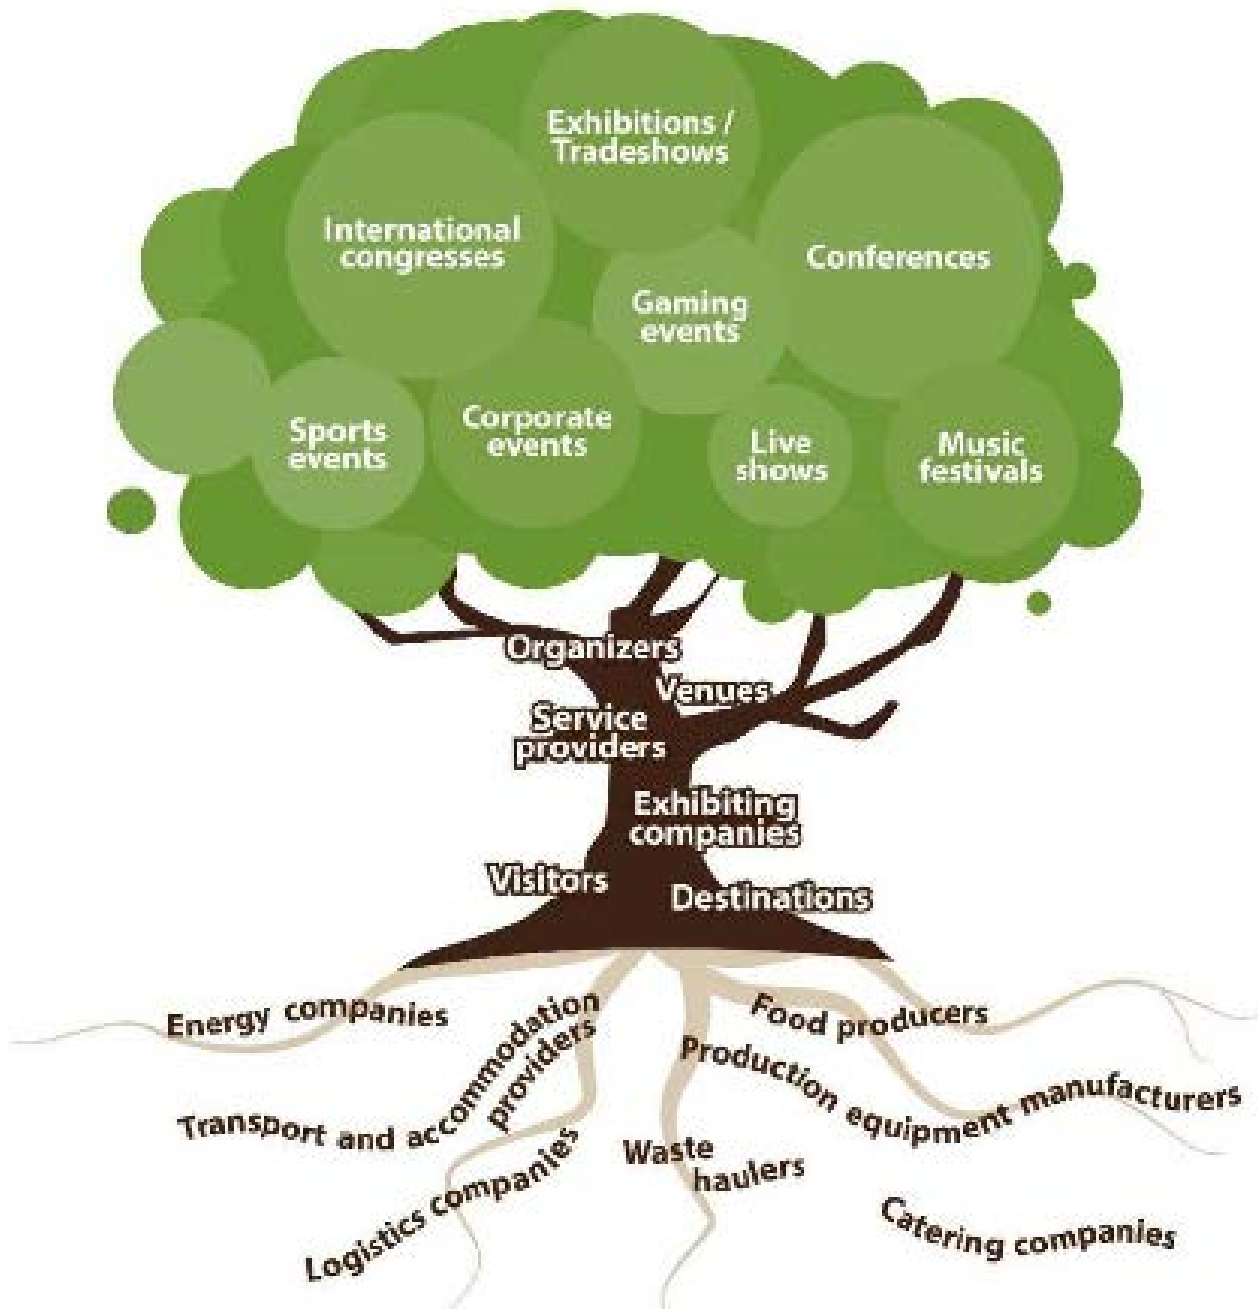 Exhibitions /
Tradeshows
International
congresses
Conferences
Gaming
events
Sports
events
Corporate
events
Live
shows
Music
festivals
Organizers
Venues
Service
providers
Exhibiting
companies
Visitors
Destinations
Energy companies
Transport and accommodation
providers
Logistics companies
Waste
haulers
Food producers
Production equipment manufacturers
Catering companies